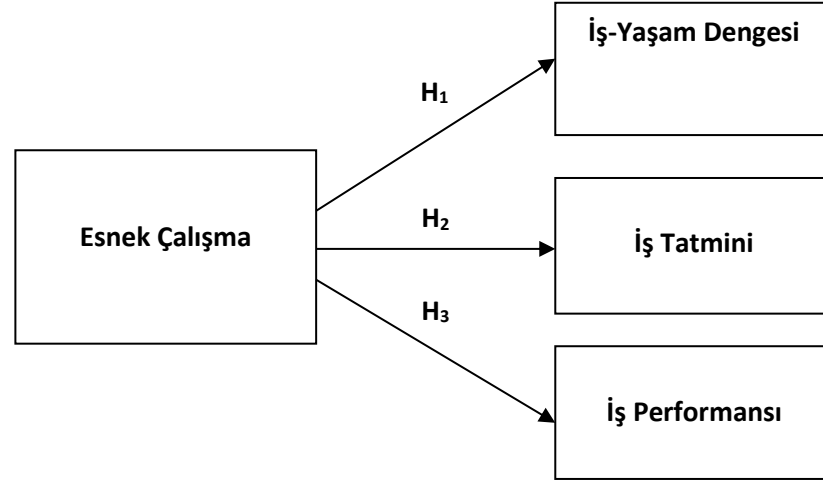 İş-Yaşam Dengesi
H₁
Esnek Çalışma
H₂
İş Tatmini
H₃
İş Performansı